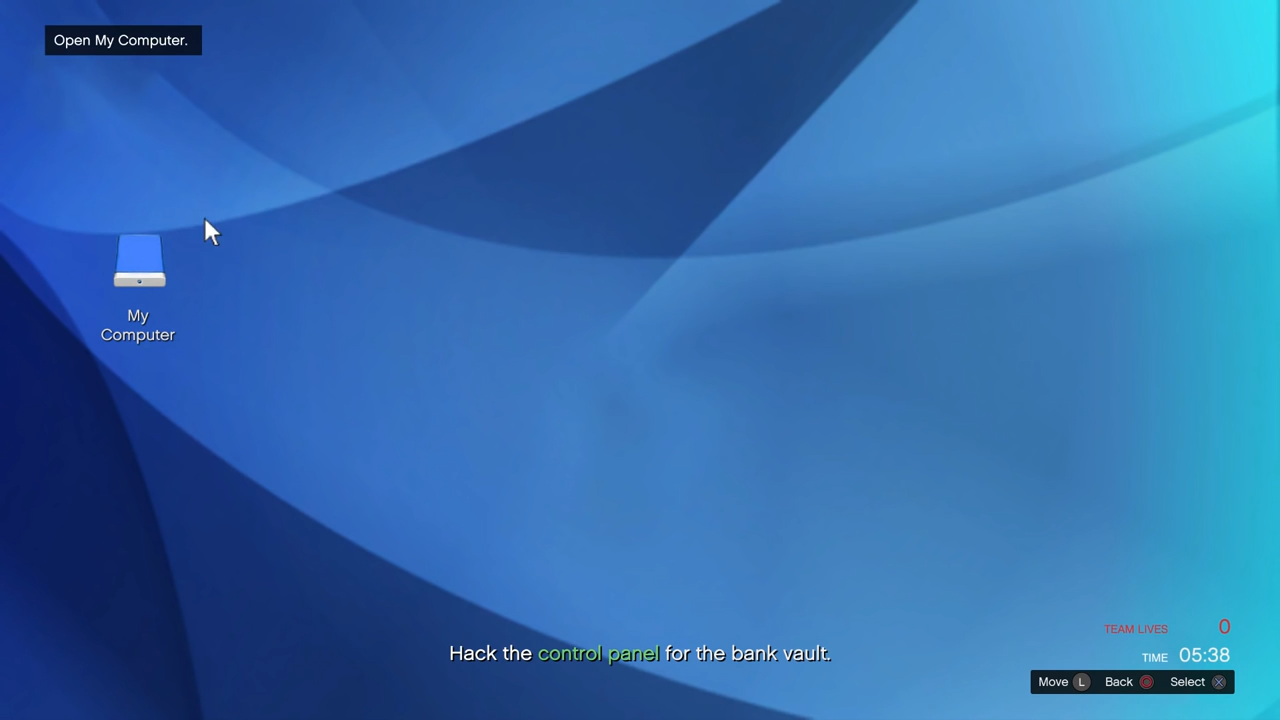 Open My Computer.
My
Computer
Hack the control panel for the bank vault.
TEAM LIVES 0
TIME 05:38
Move L Back Select